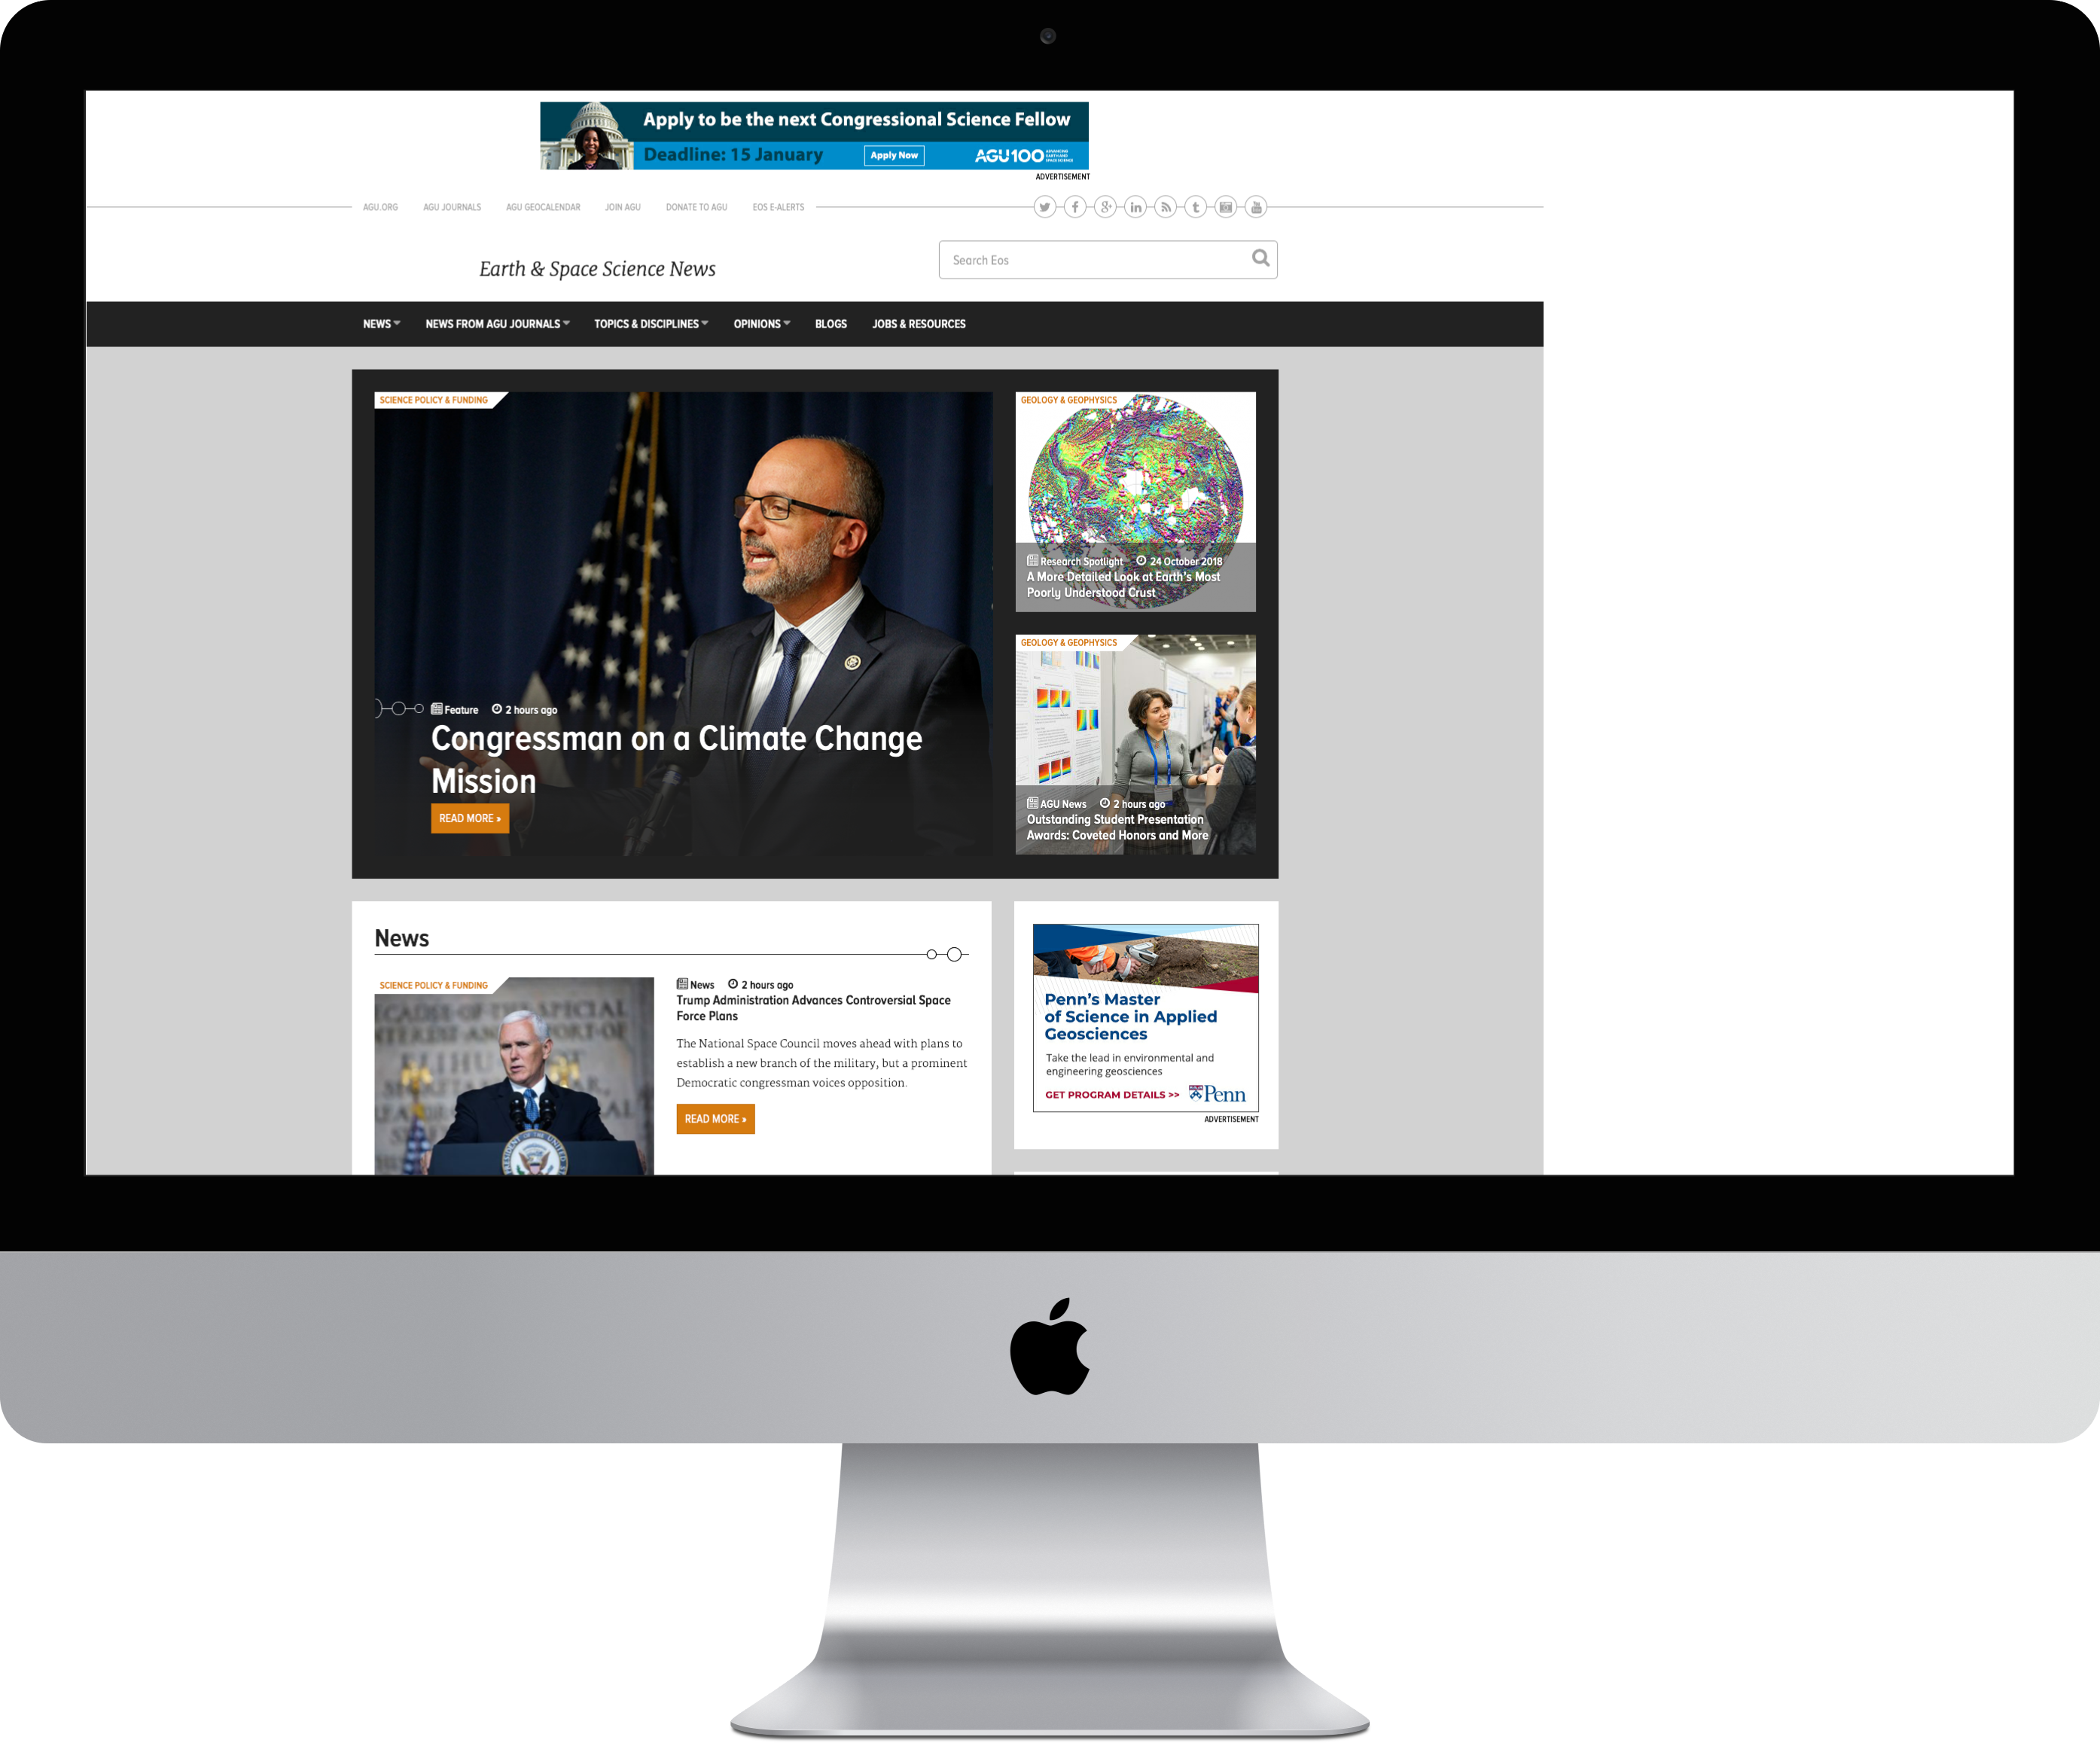 Apply to be the next Congressional Science Fellow
Deadline: 15 January
Apply Now
AGU100 ADVANCING EARTH AND SPACE SCIENCE
ADVERTISEMENT
AGU.ORG AGU JOURNALS AGU GEOCALENDAR JOIN AGU DONATE TO AGU EOS E-ALERTS
Earth & Space Science News
Search Eos
NEWS NEWS FROM AGU JOURNALS TOPICS & DISCIPLINES OPINIONS BLOGS JOBS & RESOURCES
SCIENCE POLICY & FUNDING
Feature 2 hours ago
Congressman on a Climate Change
Mission
READ MORE »
GEOLOGY & GEOPHYSICS
Research Spotlight 24 October 2018
A More Detailed Look at Earth's Most
Poorly Understood Crust
GEOLOGY & GEOPHYSICS
AGU News 2 hours ago
Outstanding Student Presentation
Awards: Coveted Honors and More
News
SCIENCE POLICY & FUNDING
News 2 hours ago
Trump Administration Advances Controversial Space
Force Plans
The National Space Council moves ahead with plans to
establish a new branch of the military, but a prominent
Democratic congressman voices opposition.
READ MORE »
Penn's Master
of Science in Applied
Geosciences
Take the lead in environmental and
engineering geosciences
GET PROGRAM DETAILS >> Penn
ADVERTISEMENT